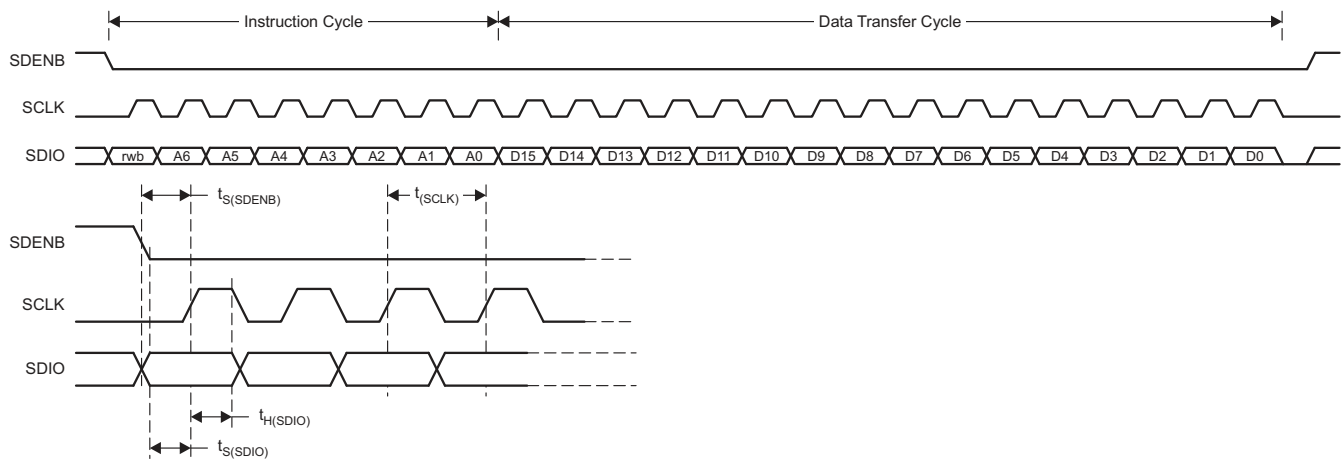 Instruction Cycle Data Transfer Cycle
SDENB
SCLK
SDIO rwb A6 A5 A4 A3 A2 A1 A0 D15 D14 D13 D12 D11 D10 D9 D8 D7 D6 D5 D4 D3 D2 D1 D0
tS(SDENB) t(SCLK)
SDENB
SCLK
SDIO
tH(SDIO)
tS(SDIO)